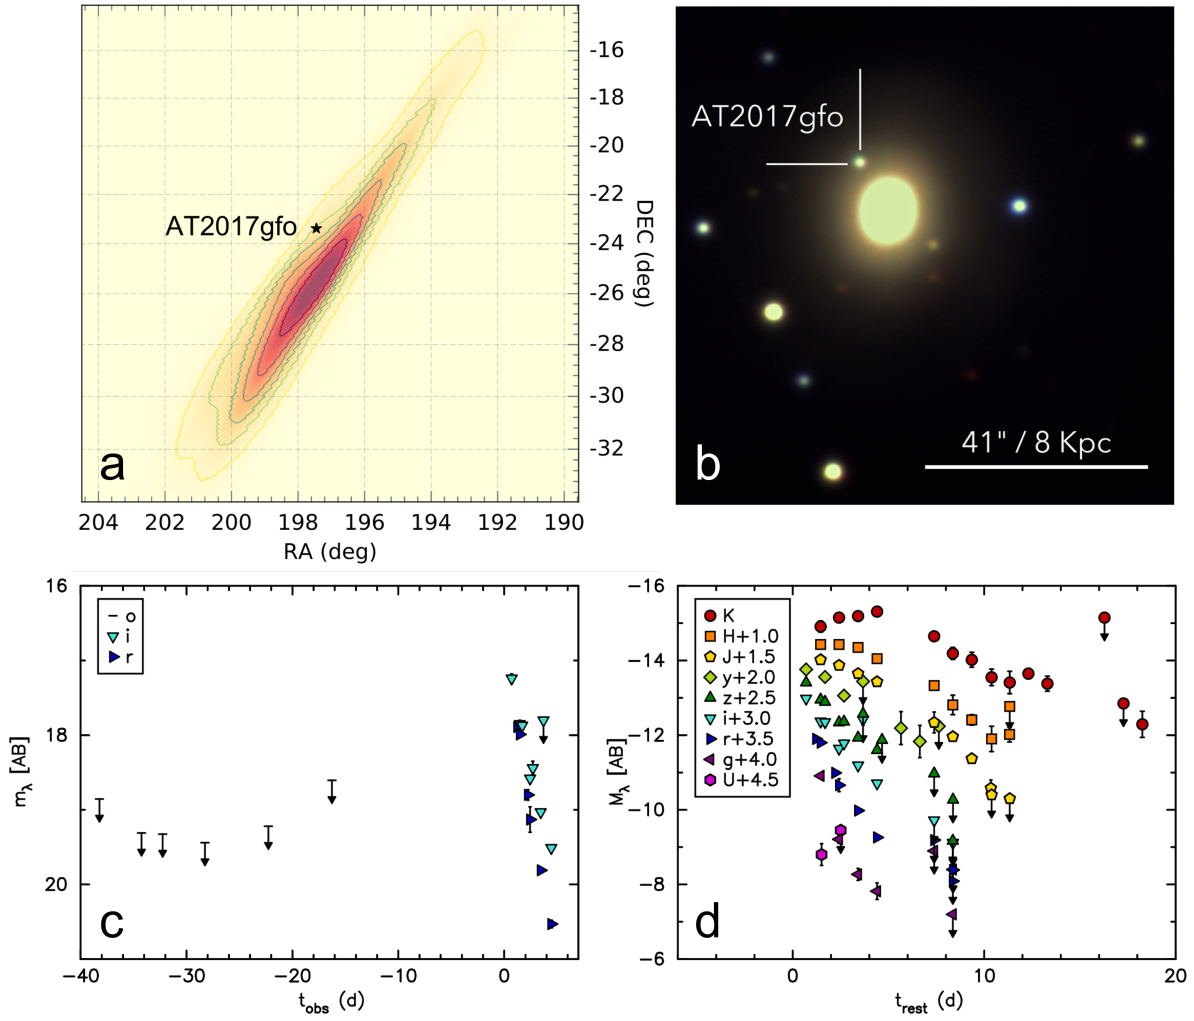 -16
-18
-20
-22
-24
-26
-28
-30
-32
DEC (deg)
AT2017gfo
a
204 202 200 198 196 194 192 190
RA (deg)
AT2017gfo
41" / 8 Kpc
b
16
18
20
mλ [AB]
o
i
r
c
−40 −30 −20 −10 0
tobs (d)
−16
−14
−12
−10
−8
−6
Mλ [AB]
K
H+1.0
J+1.5
y+2.0
z+2.5
i+3.0
r+3.5
g+4.0
U+4.5
d
0 10 20
trest (d)